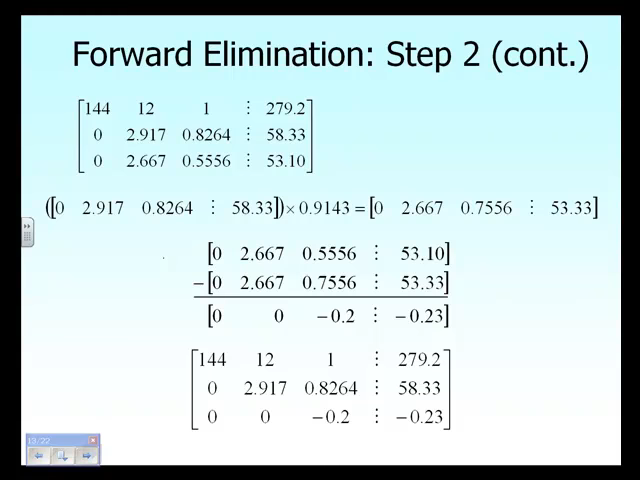 Forward Elimination: Step 2 (cont.)
[144 12 1 ⋮ 279.2]
[0 2.917 0.8264 ⋮ 58.33]
[0 2.667 0.5556 ⋮ 53.10]
([0 2.917 0.8264 ⋮ 58.33])×0.9143=[0 2.667 0.7556 ⋮ 53.33]
[0 2.667 0.5556 ⋮ 53.10]
−[0 2.667 0.7556 ⋮ 53.33]
[0 0 −0.2 ⋮ −0.23]
[144 12 1 ⋮ 279.2]
[0 2.917 0.8264 ⋮ 58.33]
[0 0 −0.2 ⋮ −0.23]
13/22